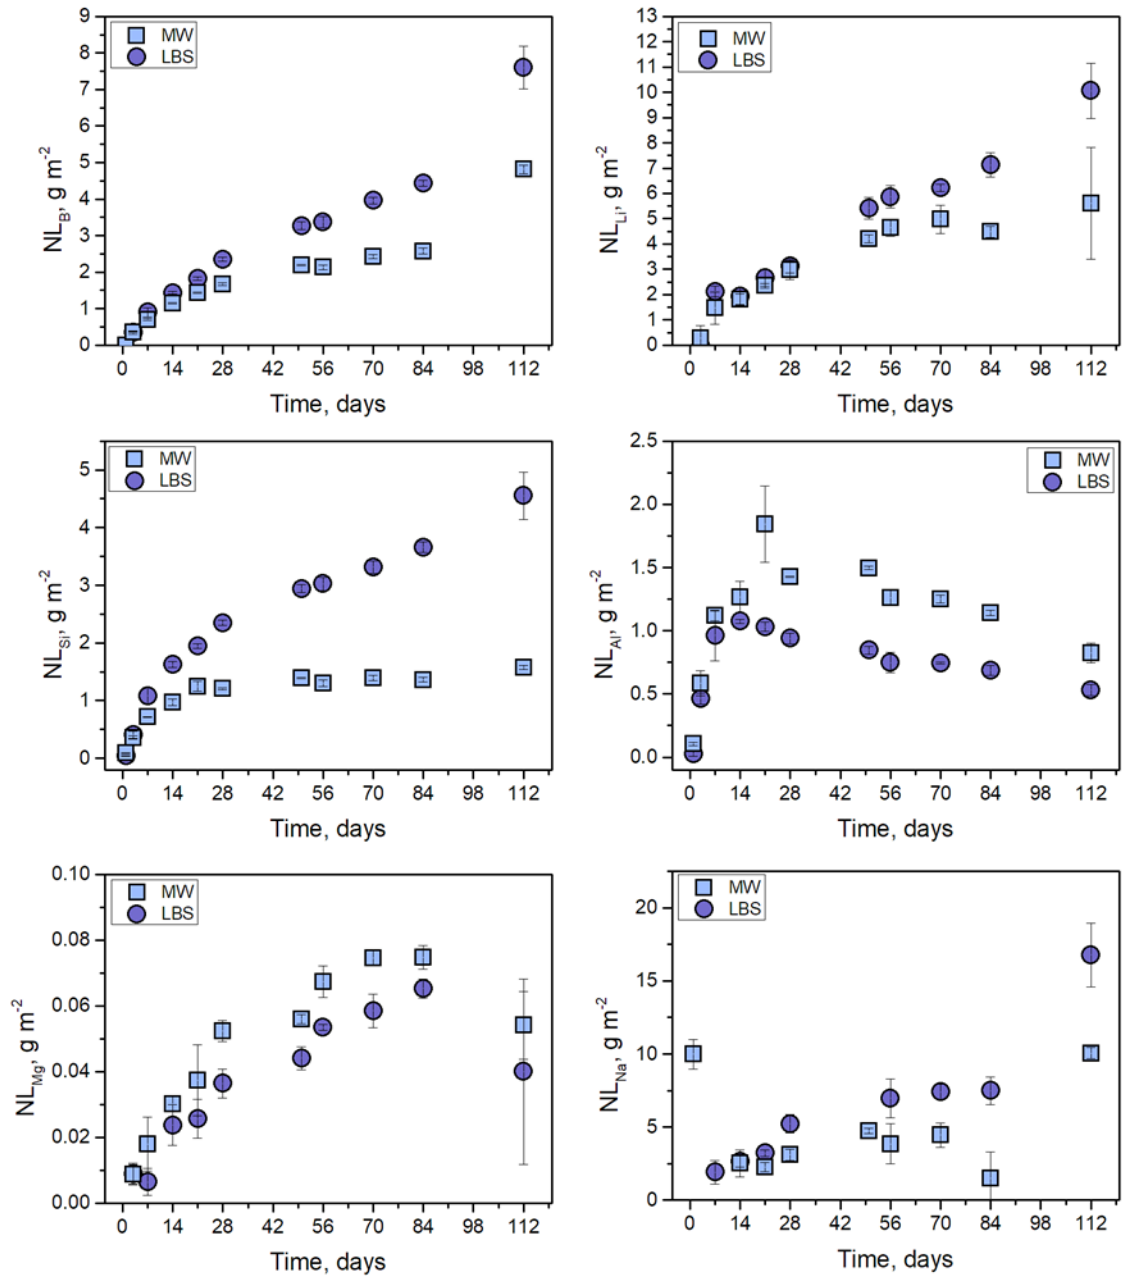 MW
LBS
NL_B, g m^-2
9
8
7
6
5
4
3
2
1
0
0 14 28 42 56 70 84 98 112
Time, days
MW
LBS
NL_Li, g m^-2
13
12
11
10
9
8
7
6
5
4
3
2
1
0
0 14 28 42 56 70 84 98 112
Time, days
MW
LBS
NL_Si, g m^-2
5
4
3
2
1
0
0 14 28 42 56 70 84 98 112
Time, days
MW
LBS
NL_Al, g m^-2
2.5
2.0
1.5
1.0
0.5
0.0
0 14 28 42 56 70 84 98 112
Time, days
MW
LBS
NL_Mg, g m^-2
0.10
0.08
0.06
0.04
0.02
0.00
0 14 28 42 56 70 84 98 112
Time, days
MW
LBS
NL_Na, g m^-2
20
15
10
5
0
0 14 28 42 56 70 84 98 112
Time, days